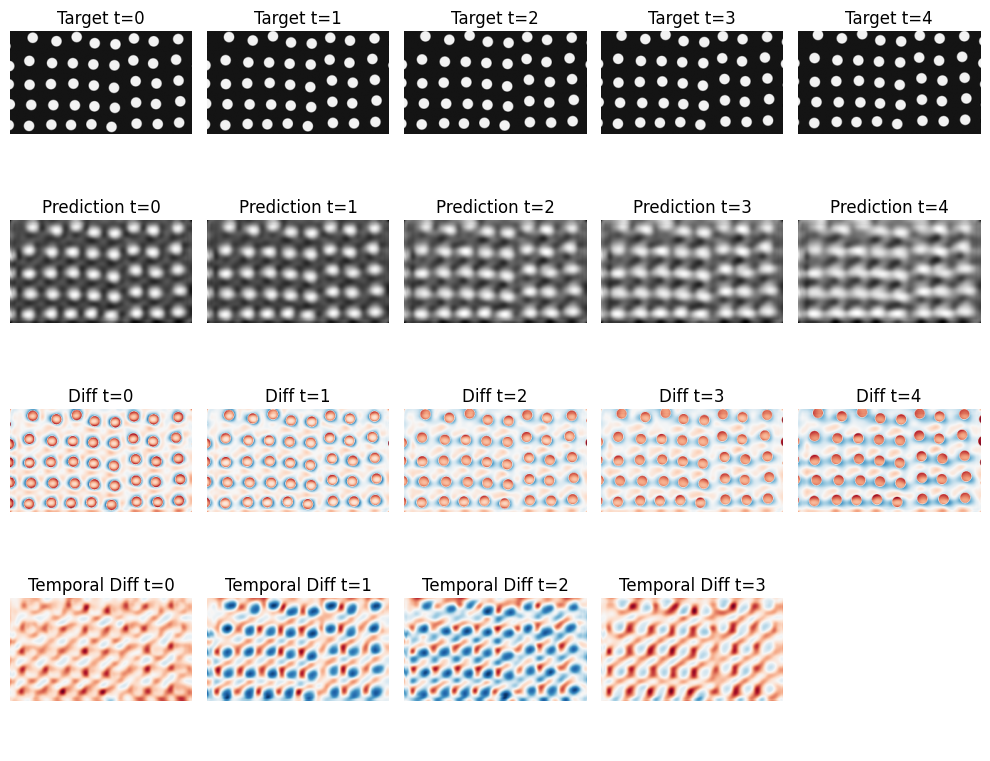 Target t=0 Target t=1 Target t=2 Target t=3 Target t=4
Prediction t=0 Prediction t=1 Prediction t=2 Prediction t=3 Prediction t=4
Diff t=0 Diff t=1 Diff t=2 Diff t=3 Diff t=4
Temporal Diff t=0 Temporal Diff t=1 Temporal Diff t=2 Temporal Diff t=3